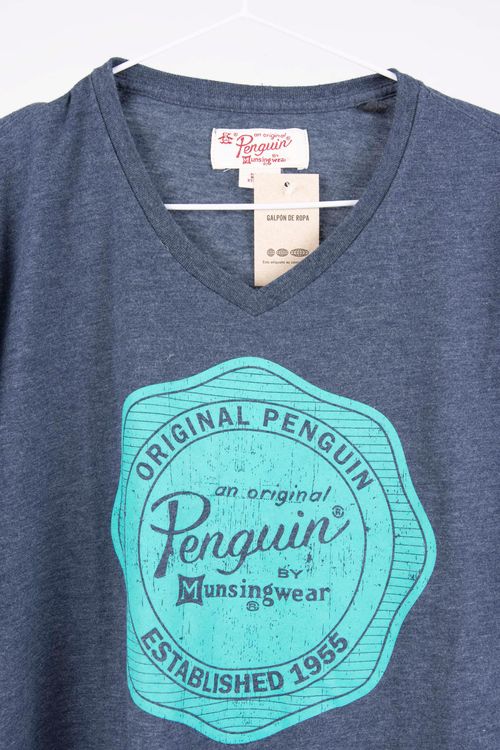 an original
Penguin®
BY
Munsingwear
GALPÓN DE ROPA
ORIGINAL PENGUIN
an original
Penguin®
BY
Munsingwear®
ESTABLISHED 1955